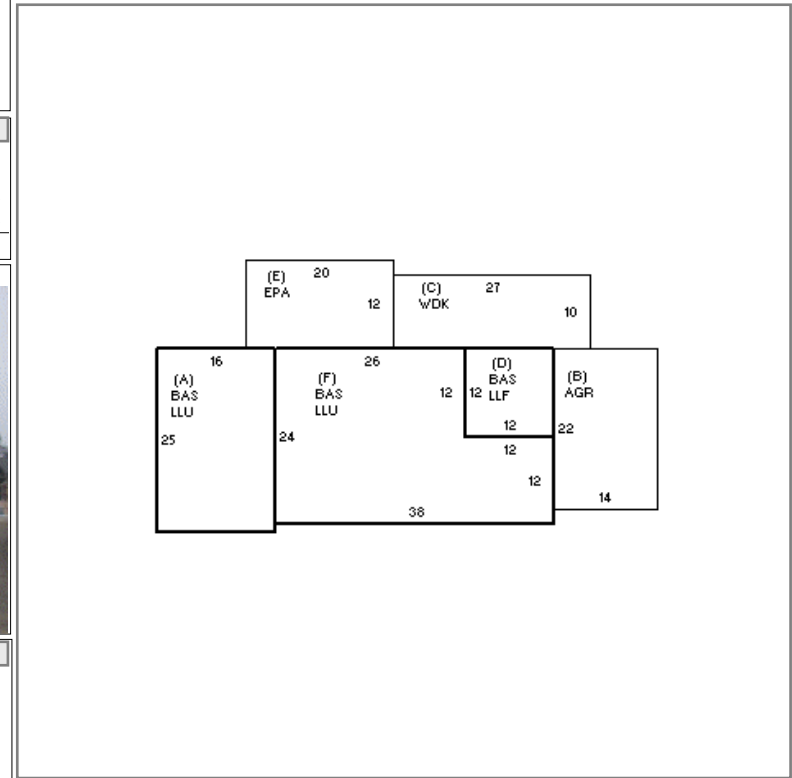 (E)
EPA
20
12
(C)
WDK
27
10
16
(A)
BAS
LLU
25
26
(F)
BAS
LLU
24
12
38
12
12
(D)
BAS
LLF
12
12
(B)
AGR
22
14